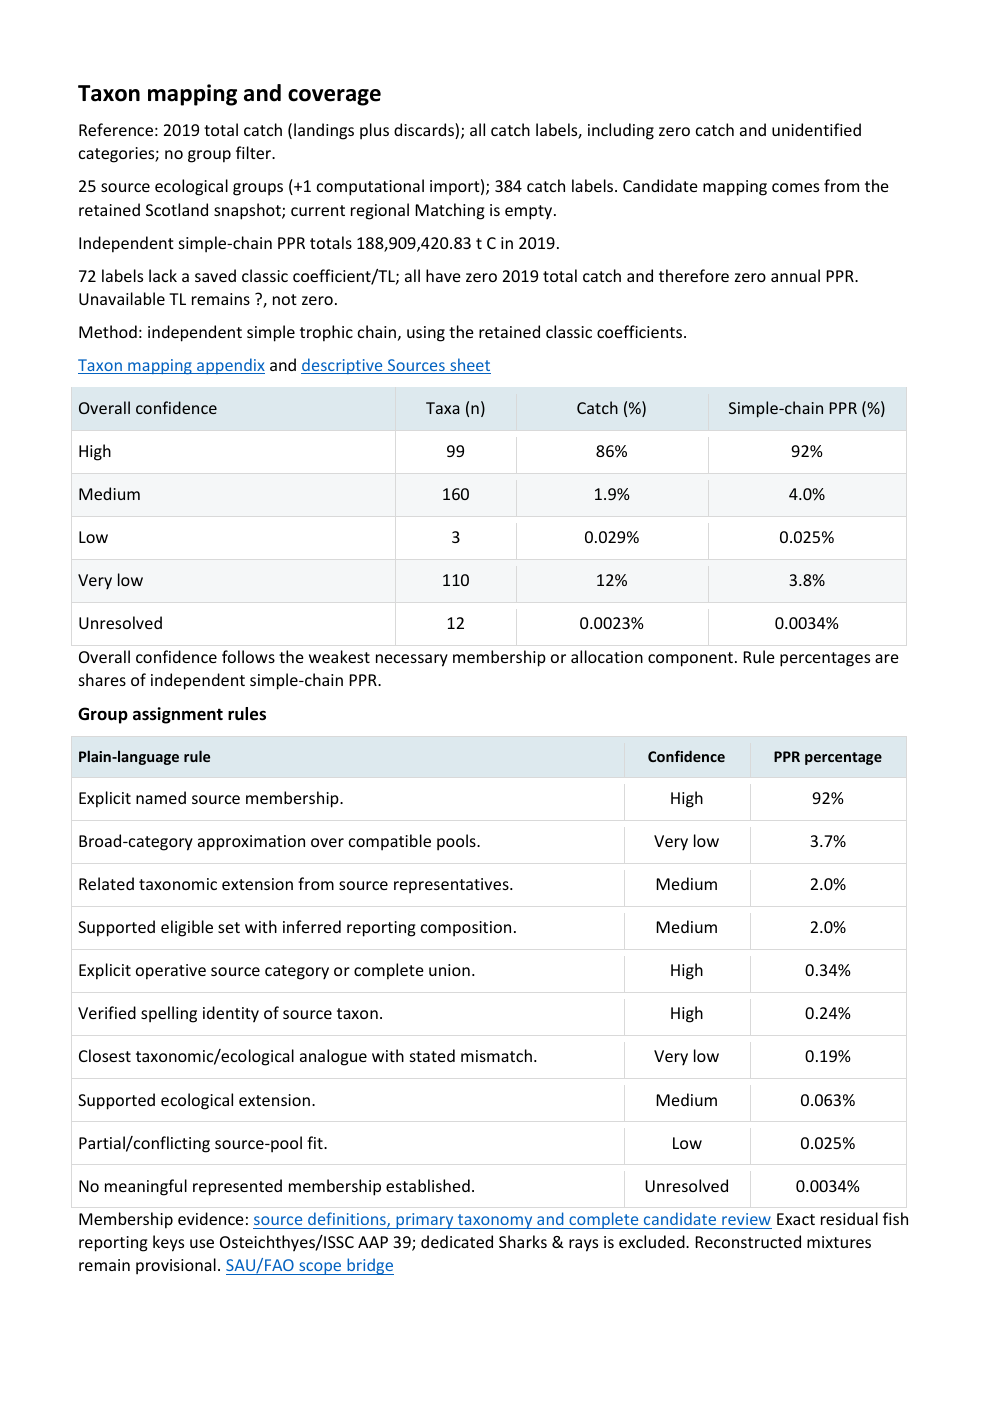 Taxon mapping and coverage
Reference: 2019 total catch (landings plus discards); all catch labels, including zero catch and unidentified
categories; no group filter.
25 source ecological groups (+1 computational import); 384 catch labels. Candidate mapping comes from the
retained Scotland snapshot; current regional Matching is empty.
Independent simple-chain PPR totals 188,909,420.83 t C in 2019.
72 labels lack a saved classic coefficient/TL; all have zero 2019 total catch and therefore zero annual PPR.
Unavailable TL remains ?, not zero.
Method: independent simple trophic chain, using the retained classic coefficients.
Taxon mapping appendix and descriptive Sources sheet
Overall confidence Taxa (n) Catch (%) Simple-chain PPR (%)
High 99 86% 92%
Medium 160 1.9% 4.0%
Low 3 0.029% 0.025%
Very low 110 12% 3.8%
Unresolved 12 0.0023% 0.0034%
Overall confidence follows the weakest necessary membership or allocation component. Rule percentages are
shares of independent simple-chain PPR.
Group assignment rules
Plain-language rule Confidence PPR percentage
Explicit named source membership. High 92%
Broad-category approximation over compatible pools. Very low 3.7%
Related taxonomic extension from source representatives. Medium 2.0%
Supported eligible set with inferred reporting composition. Medium 2.0%
Explicit operative source category or complete union. High 0.34%
Verified spelling identity of source taxon. High 0.24%
Closest taxonomic/ecological analogue with stated mismatch. Very low 0.19%
Supported ecological extension. Medium 0.063%
Partial/conflicting source-pool fit. Low 0.025%
No meaningful represented membership established. Unresolved 0.0034%
Membership evidence: source definitions, primary taxonomy and complete candidate review Exact residual fish
reporting keys use Osteichthyes/ISSC AAP 39; dedicated Sharks & rays is excluded. Reconstructed mixtures
remain provisional. SAU/FAO scope bridge